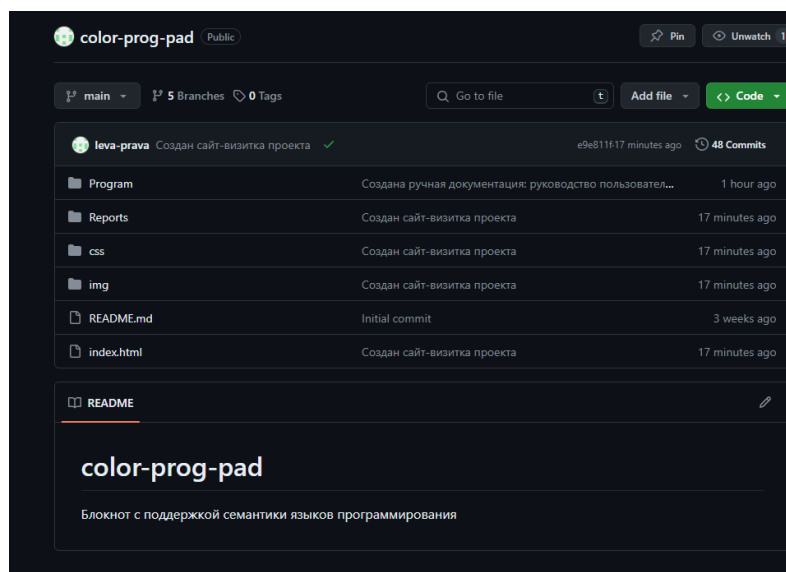 color-prog-pad Public Pin Unwatch 1
main 5 Branches 0 Tags Go to file t Add file Code
leva-prava Создан сайт-визитка проекта e9e811f·17 minutes ago 48 Commits
Program Создана ручная документация: руководство пользовател... 1 hour ago
Reports Создан сайт-визитка проекта 17 minutes ago
css Создан сайт-визитка проекта 17 minutes ago
img Создан сайт-визитка проекта 17 minutes ago
README.md Initial commit 3 weeks ago
index.html Создан сайт-визитка проекта 17 minutes ago
README
color-prog-pad
Блокнот с поддержкой семантики языков программирования